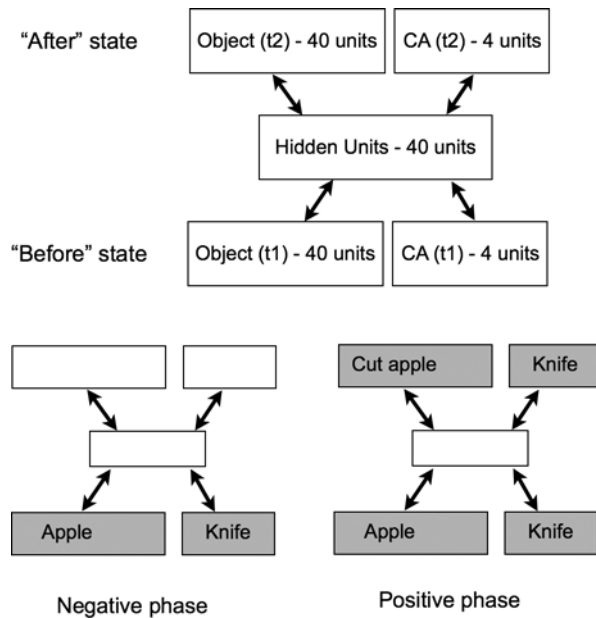 “After” state
Object (t2) - 40 units
CA (t2) - 4 units
Hidden Units - 40 units
“Before” state
Object (t1) - 40 units
CA (t1) - 4 units
Apple
Knife
Negative phase
Cut apple
Knife
Apple
Knife
Positive phase